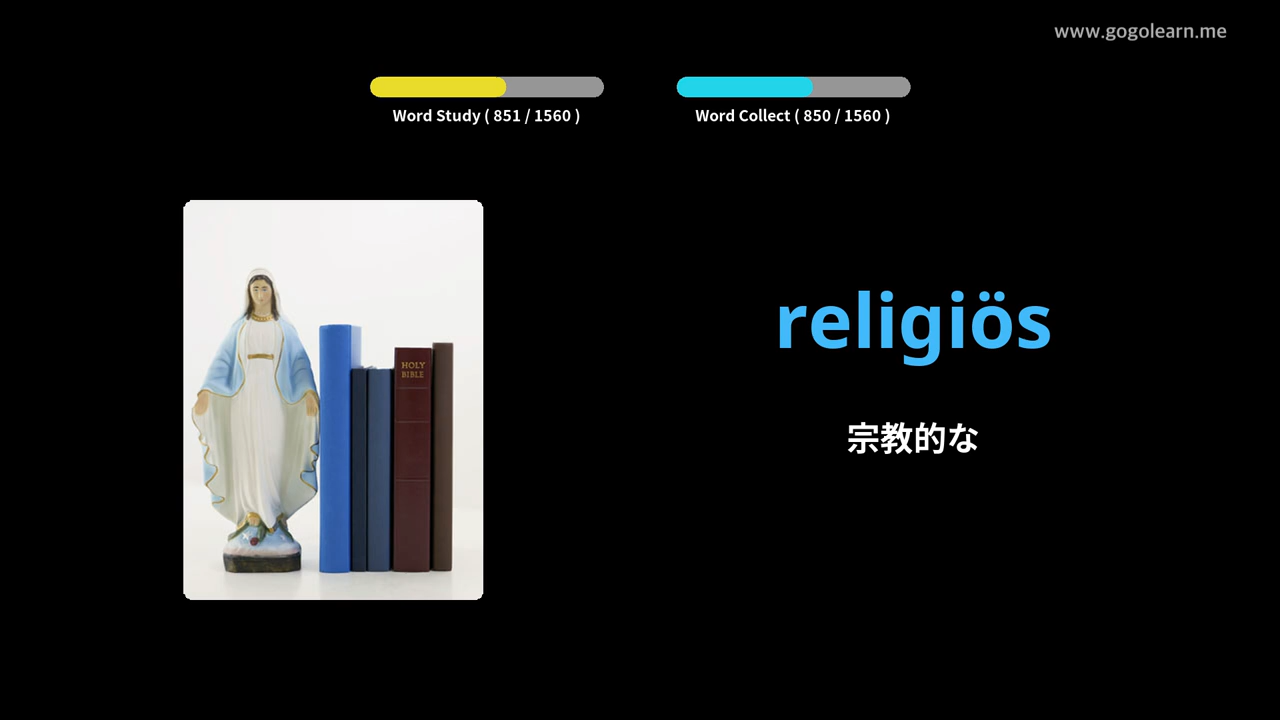 www.gogolearn.me
Word Study ( 851 / 1560 )
Word Collect ( 850 / 1560 )
HOLY
BIBLE
religiös
宗教的な